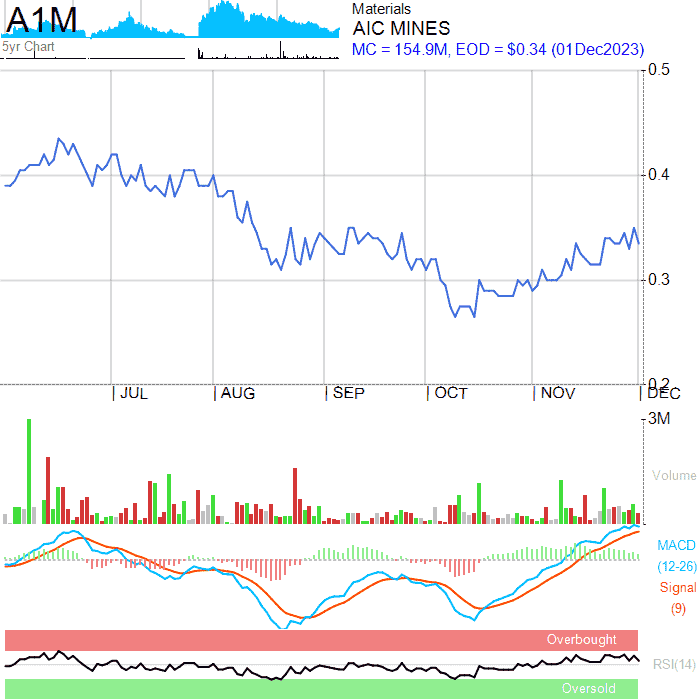 A1M
5yr Chart
Materials
AIC MINES
MC = 154.9M, EOD = $0.34 (01Dec2023)
0.5
0.4
0.3
0.2
JUL
AUG
SEP
OCT
NOV
DEC
3M
Volume
MACD
(12-26)
Signal
(9)
Overbought
RSI(14)
Oversold